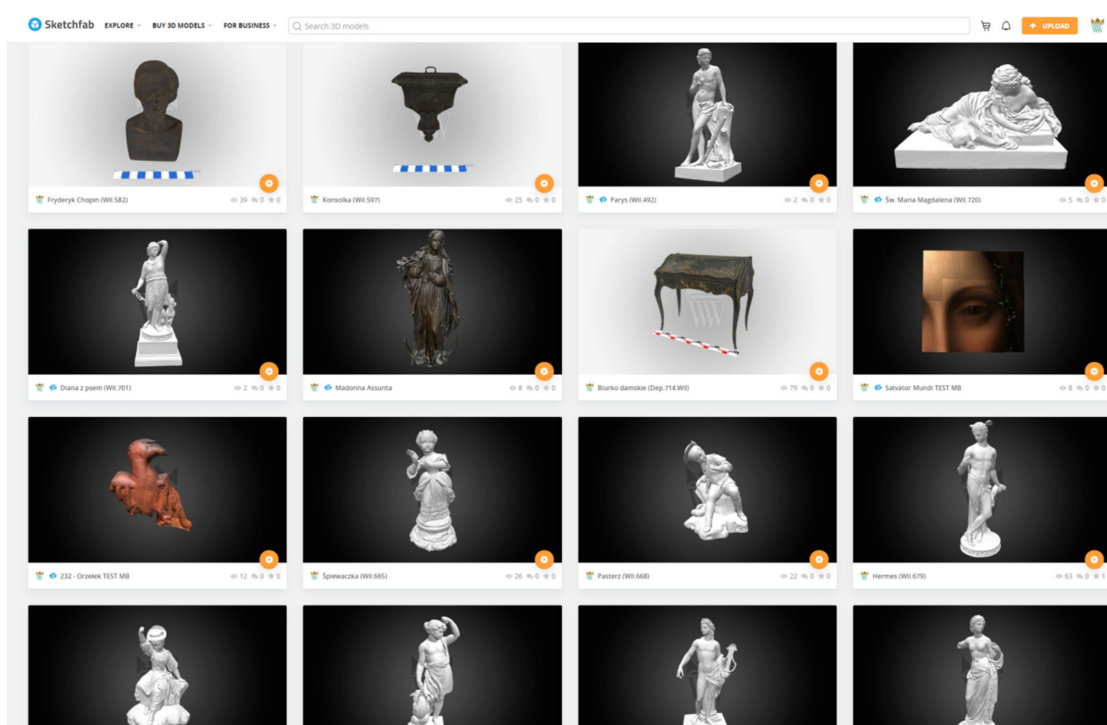 Sketchfab EXPLORE BUY 3D MODELS FOR BUSINESS Search 3D models UPLOAD
Fryderyk Chopin (Wil.582) 39 0 0
Konsolka (Wil.597) 25 0 0
Parys (Wil.492) 2 0 0
Św. Maria Magdalena (Wil.720) 5 0 0
Diana z psem (Wil.701) 2 0 0
Madonna Assunta 8 0 0
Biurko damskie (Dep.714 Wil) 79 0 0
Salvator Mundi TEST MB 8 0 0
232 - Orzełek TEST MB 12 0 0
Śpiewaczka (Wil.665) 26 0 0
Pasterz (Wil.668) 22 0 0
Hermes (Wil.679) 63 0 1